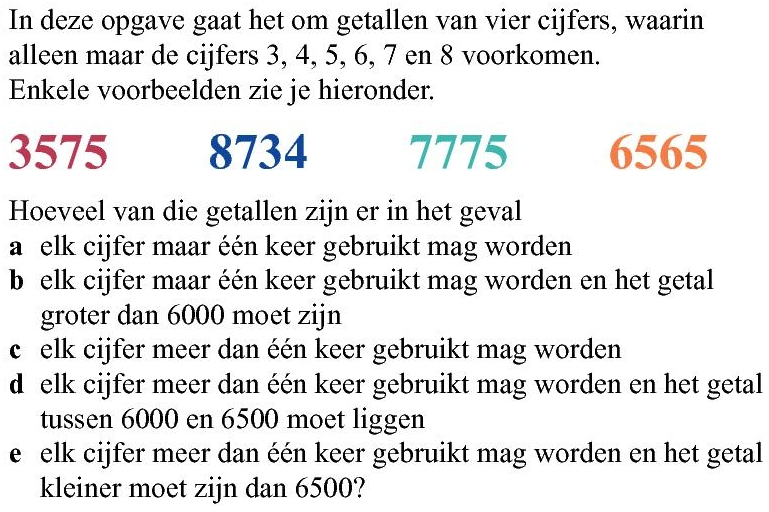 In deze opgave gaat het om getallen van vier cijfers, waarin
alleen maar de cijfers 3, 4, 5, 6, 7 en 8 voorkomen.
Enkele voorbeelden zie je hieronder.
3575 8734 7775 6565
Hoeveel van die getallen zijn er in het geval
a elk cijfer maar één keer gebruikt mag worden
b elk cijfer maar één keer gebruikt mag worden en het getal
groter dan 6000 moet zijn
c elk cijfer meer dan één keer gebruikt mag worden
d elk cijfer meer dan één keer gebruikt mag worden en het getal
tussen 6000 en 6500 moet liggen
e elk cijfer meer dan één keer gebruikt mag worden en het getal
kleiner moet zijn dan 6500?